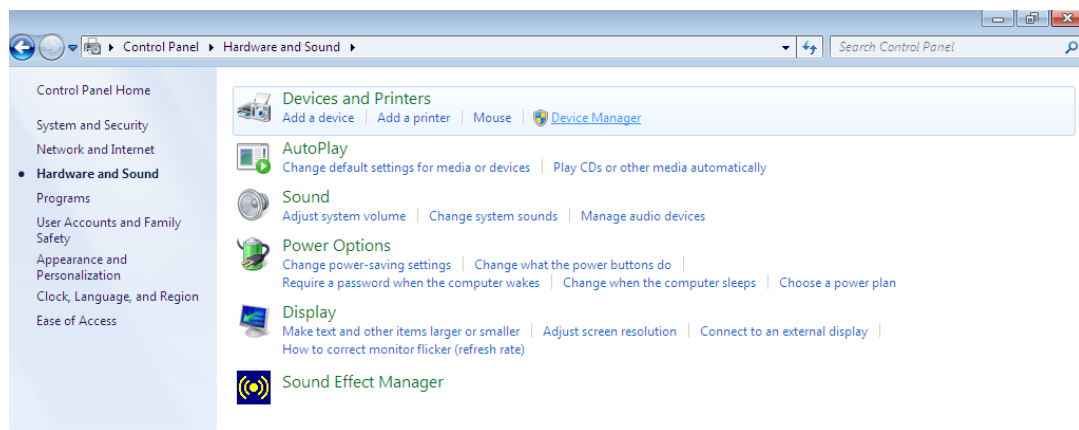 Control Panel Hardware and Sound Search Control Panel
Control Panel Home
System and Security
Network and Internet
Hardware and Sound
Programs
User Accounts and Family
Safety
Appearance and
Personalization
Clock, Language, and Region
Ease of Access
Devices and Printers
Add a device Add a printer Mouse Device Manager
AutoPlay
Change default settings for media or devices Play CDs or other media automatically
Sound
Adjust system volume Change system sounds Manage audio devices
Power Options
Change power-saving settings Change what the power buttons do
Require a password when the computer wakes Change when the computer sleeps Choose a power plan
Display
Make text and other items larger or smaller Adjust screen resolution Connect to an external display
How to correct monitor flicker (refresh rate)
Sound Effect Manager